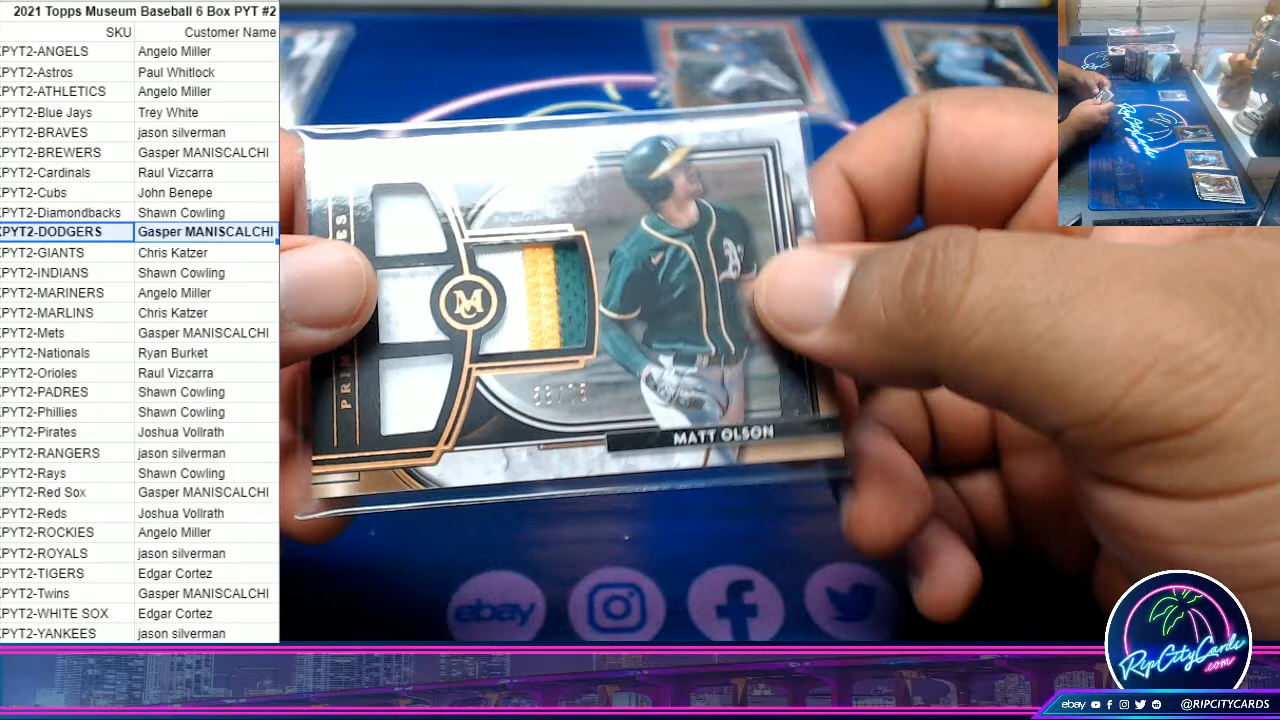 2021 Topps Museum Baseball 6 Box PYT #2
SKU Customer Name
PYT2-ANGELS Angelo Miller
PYT2-Astros Paul Whitlock
PYT2-ATHLETICS Angelo Miller
PYT2-Blue Jays Trey White
PYT2-BRAVES jason silverman
PYT2-BREWERS Gasper MANISCALCHI
PYT2-Cardinals Raul Vizcarra
PYT2-Cubs John Benepe
PYT2-Diamondbacks Shawn Cowling
PYT2-DODGERS Gasper MANISCALCHI
PYT2-GIANTS Chris Katzer
PYT2-INDIANS Shawn Cowling
PYT2-MARINERS Angelo Miller
PYT2-MARLINS Chris Katzer
PYT2-Mets Gasper MANISCALCHI
PYT2-Nationals Ryan Burket
PYT2-Orioles Raul Vizcarra
PYT2-PADRES Shawn Cowling
PYT2-Phillies Shawn Cowling
PYT2-Pirates Joshua Vollrath
PYT2-RANGERS jason silverman
PYT2-Rays Shawn Cowling
PYT2-Red Sox Gasper MANISCALCHI
PYT2-Reds Joshua Vollrath
PYT2-ROCKIES Angelo Miller
PYT2-ROYALS jason silverman
PYT2-TIGERS Edgar Cortez
PYT2-Twins Gasper MANISCALCHI
PYT2-WHITE SOX Edgar Cortez
PYT2-YANKEES jason silverman
MATT OLSON
ebay
RipCityCards
.com
ebay @RIPCITYCARDS